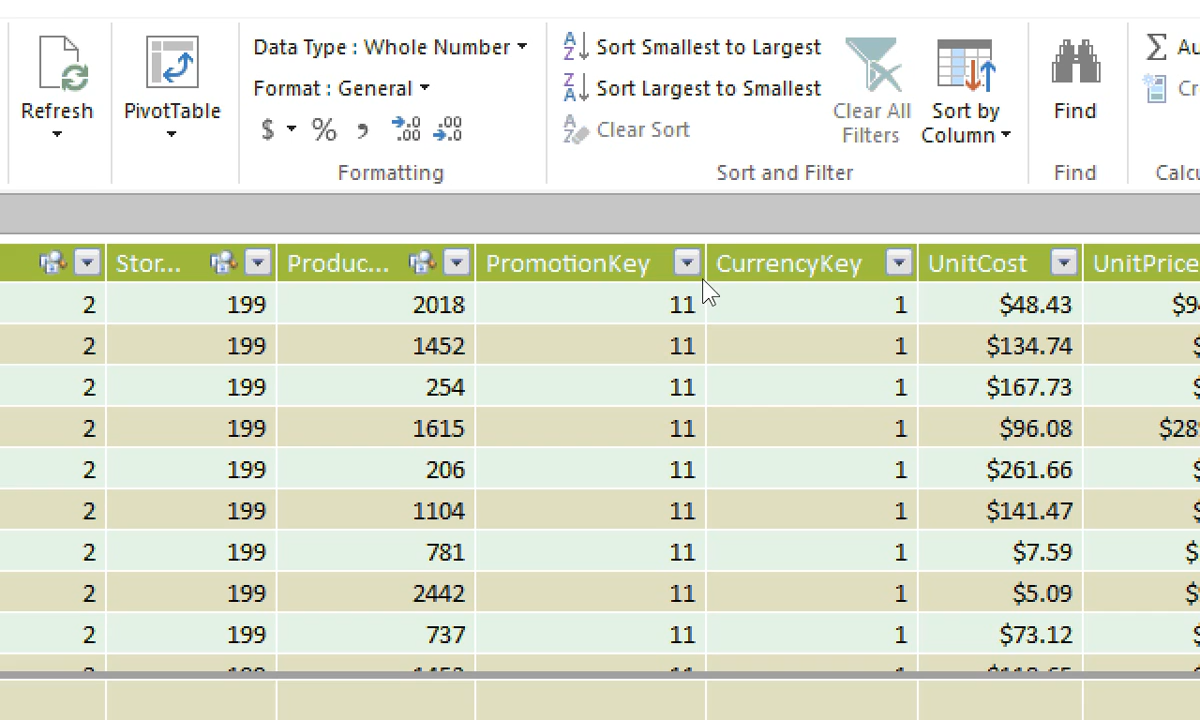 Refresh
PivotTable
Data Type : Whole Number
Format : General
$ % , .0 .00 .00 .0
Formatting
A Z Sort Smallest to Largest
Z A Sort Largest to Smallest
A Z Clear Sort
Clear All Filters
Sort by Column
Sort and Filter
Find
Find
Σ
Stor... Produc... PromotionKey CurrencyKey UnitCost UnitPrice
2 199 2018 11 1 $48.43
2 199 1452 11 1 $134.74 $
2 199 254 11 1 $167.73 $
2 199 1615 11 1 $96.08
2 199 206 11 1 $261.66 $
2 199 1104 11 1 $141.47 $
2 199 781 11 1 $7.59 $
2 199 2442 11 1 $5.09
2 199 737 11 1 $73.12 $